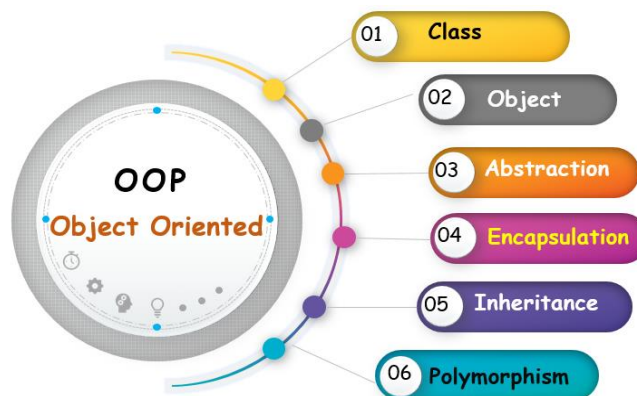 OOP
Object Oriented
01 Class
02 Object
03 Abstraction
04 Encapsulation
05 Inheritance
06 Polymorphism